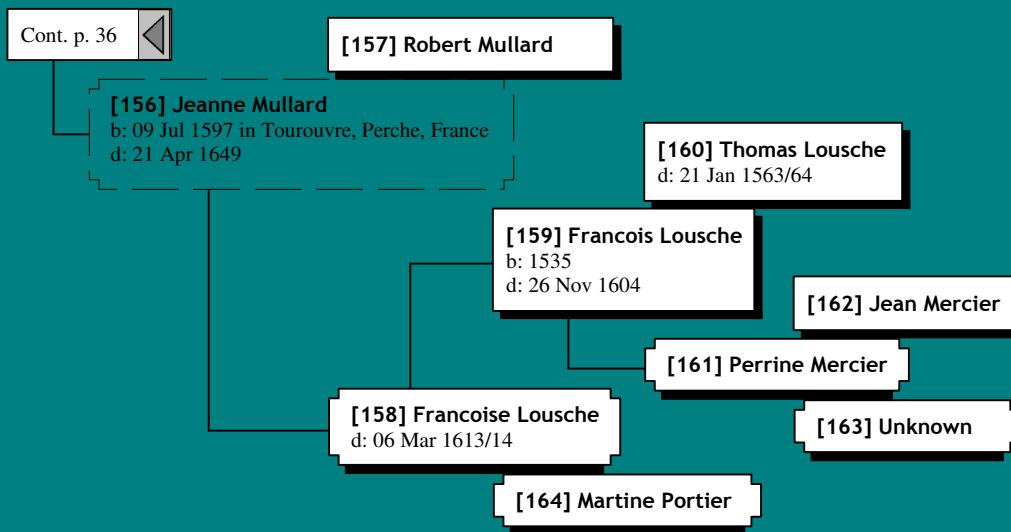 Cont. p. 36
[157] Robert Mullard
[156] Jeanne Mullard
b: 09 Jul 1597 in Tourouvre, Perche, France
d: 21 Apr 1649
[160] Thomas Lousche
d: 21 Jan 1563/64
[159] Francois Lousche
b: 1535
d: 26 Nov 1604
[162] Jean Mercier
[161] Perrine Mercier
[158] Francoise Lousche
d: 06 Mar 1613/14
[163] Unknown
[164] Martine Portier